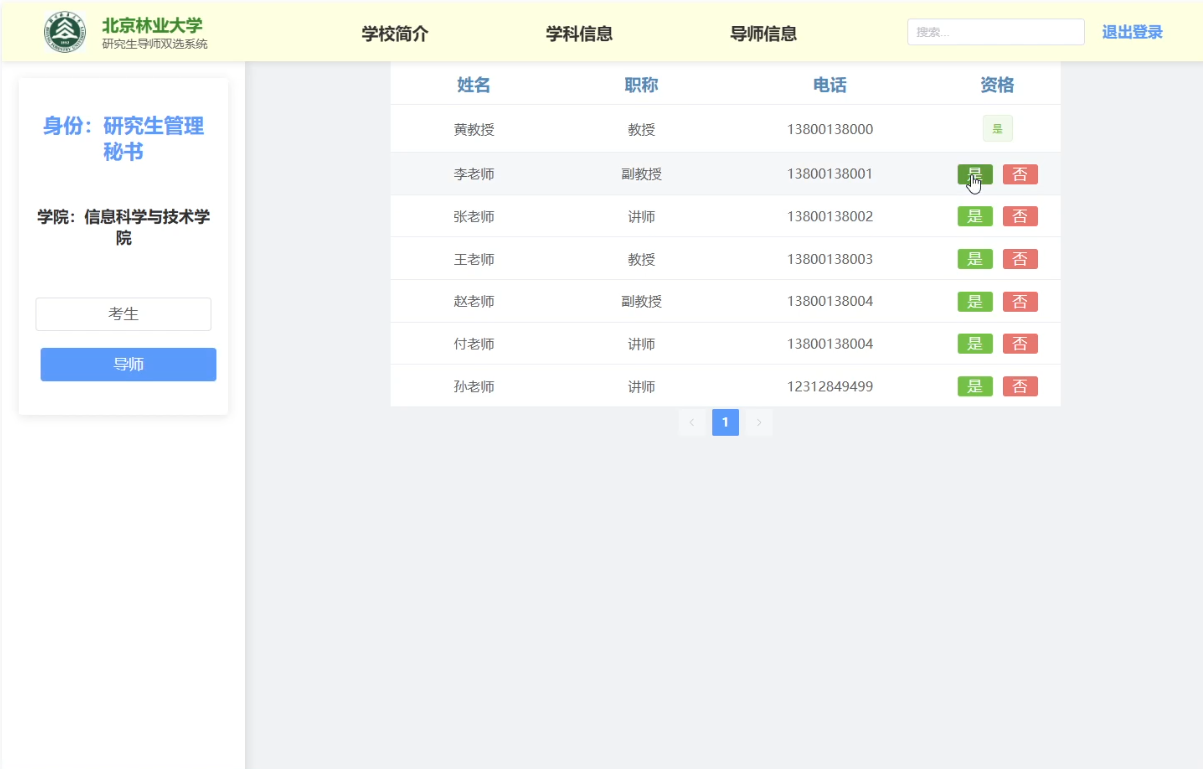 北京林业大学
研究生导师双选系统
学校简介 学科信息 导师信息 搜索... 退出登录
身份：研究生管理
秘书
学院：信息科学与技术学
院
考生
导师
姓名 职称 电话 资格
黄教授 教授 13800138000 是
李老师 副教授 13800138001 是 否
张老师 讲师 13800138002 是 否
王老师 教授 13800138003 是 否
赵老师 副教授 13800138004 是 否
付老师 讲师 13800138004 是 否
孙老师 讲师 12312849499 是 否
1